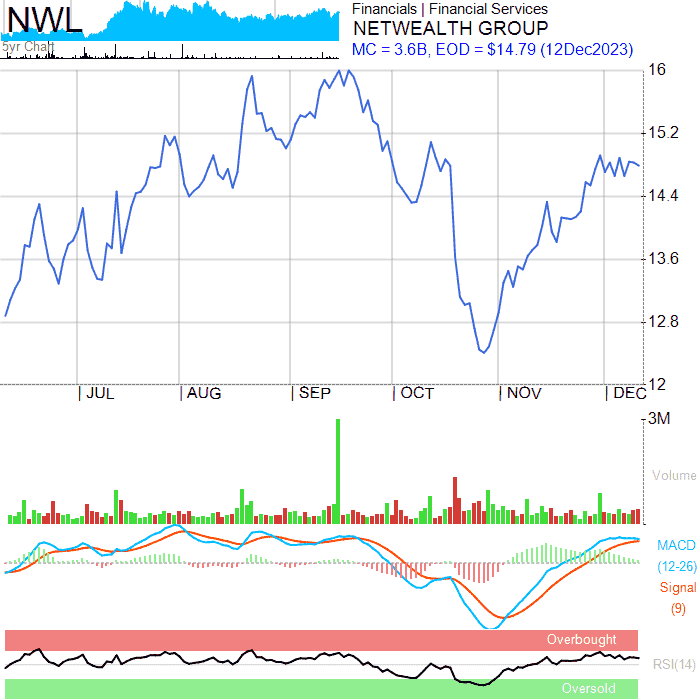 NWL
5yr Chart
Financials | Financial Services
NETWEALTH GROUP
MC = 3.6B, EOD = $14.79 (12Dec2023)
16
15.2
14.4
13.6
12.8
12
| JUL | AUG | SEP | OCT | NOV | DEC
3M
Volume
MACD
(12-26)
Signal
(9)
Overbought
RSI(14)
Oversold